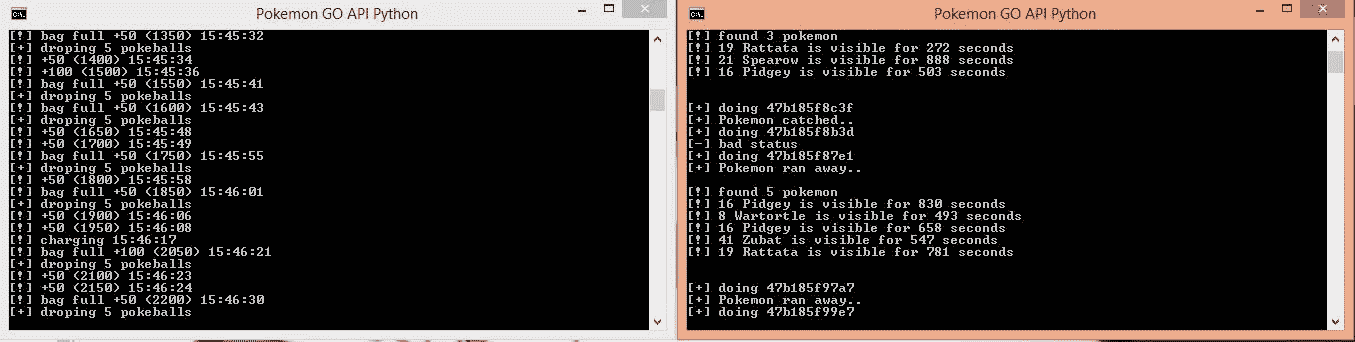 Pokemon GO API Python
[!] bag full +50 (1350) 15:45:32
[+] droping 5 pokeballs
[!] +50 (1400) 15:45:34
[!] +100 (1500) 15:45:36
[!] bag full +50 (1550) 15:45:41
[+] droping 5 pokeballs
[!] bag full +50 (1600) 15:45:43
[+] droping 5 pokeballs
[!] +50 (1650) 15:45:48
[!] +50 (1700) 15:45:49
[!] bag full +50 (1750) 15:45:55
[+] droping 5 pokeballs
[!] +50 (1800) 15:45:58
[!] bag full +50 (1850) 15:46:01
[+] droping 5 pokeballs
[!] +50 (1900) 15:46:06
[!] +50 (1950) 15:46:08
[!] charging 15:46:17
[!] bag full +100 (2050) 15:46:21
[+] droping 5 pokeballs
[!] +50 (2100) 15:46:23
[!] +50 (2150) 15:46:24
[!] bag full +50 (2200) 15:46:30
[+] droping 5 pokeballs
Pokemon GO API Python
[!] found 3 pokemon
[!] 19 Rattata is visible for 272 seconds
[!] 21 Spearow is visible for 888 seconds
[!] 16 Pidgey is visible for 503 seconds
[+] doing 47b185f8c3f
[+] Pokemon catched..
[+] doing 47b185f8b3d
[-] bad status
[+] doing 47b185f87e1
[+] Pokemon ran away..
[!] found 5 pokemon
[!] 16 Pidgey is visible for 830 seconds
[!] 8 Wartortle is visible for 493 seconds
[!] 16 Pidgey is visible for 658 seconds
[!] 41 Zubat is visible for 547 seconds
[!] 19 Rattata is visible for 781 seconds
[+] doing 47b185f97a7
[+] Pokemon ran away..
[+] doing 47b185f99e7